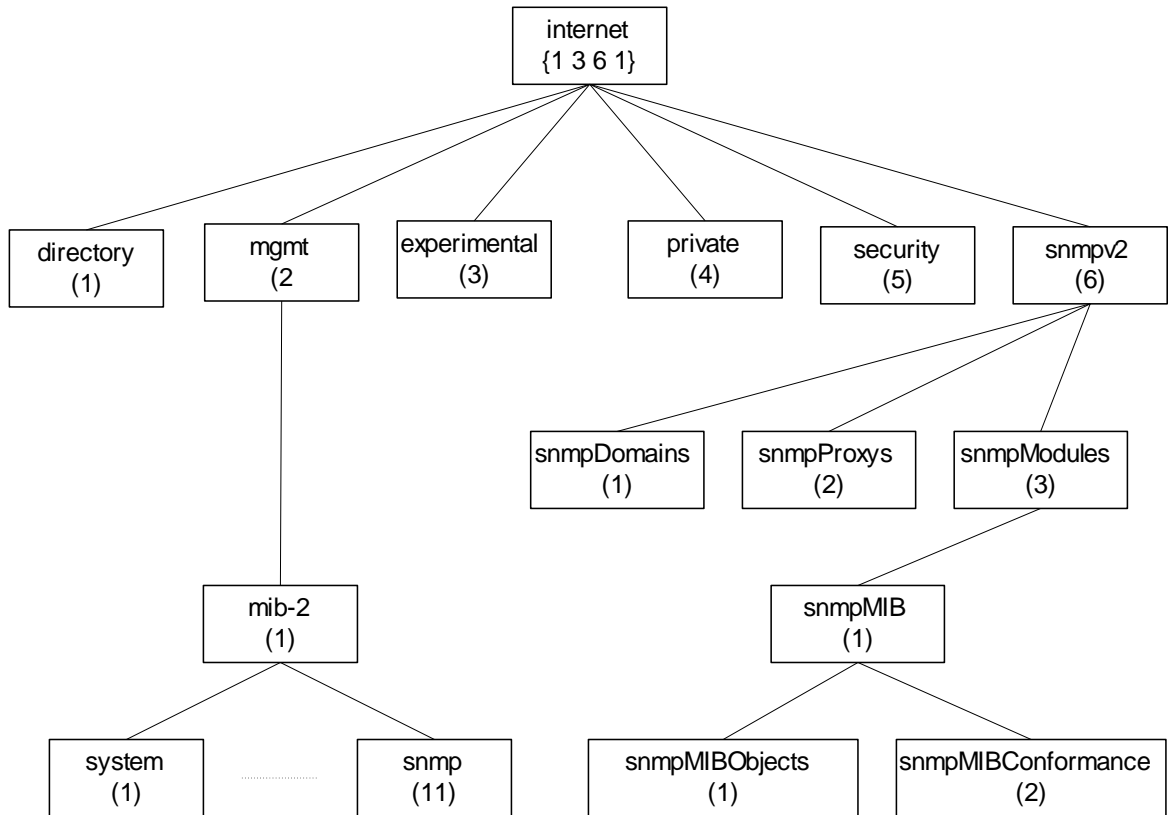 internet
{1 3 6 1}
directory
(1)
mgmt
(2
experimental
(3)
private
(4)
security
(5)
snmpv2
(6)
snmpDomains
(1)
snmpProxys
(2)
snmpModules
(3)
mib-2
(1)
snmpMIB
(1)
system
(1)
snmp
(11)
snmpMIBObjects
(1)
snmpMIBConformance
(2)